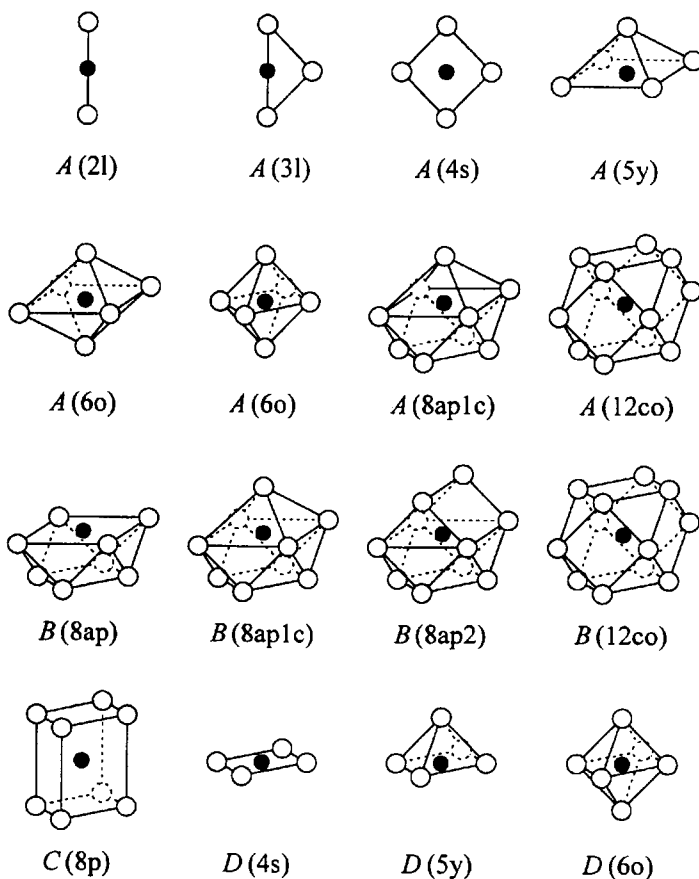 A (2l) A (3l) A (4s) A (5y)
A (6o) A (6o) A (8ap1c) A (12co)
B (8ap) B (8ap1c) B (8ap2) B (12co)
C (8p) D (4s) D (5y) D (6o)